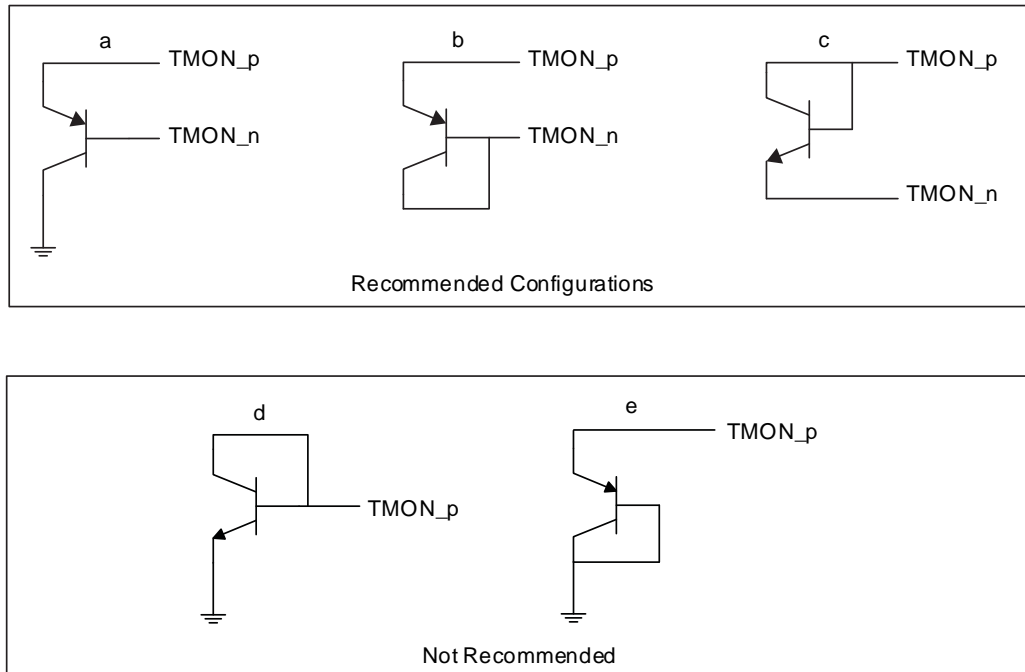 a
TMON_p
TMON_n
b
TMON_p
TMON_n
c
TMON_p
TMON_n
Recommended Configurations
d
TMON_p
e
TMON_p
Not Recommended